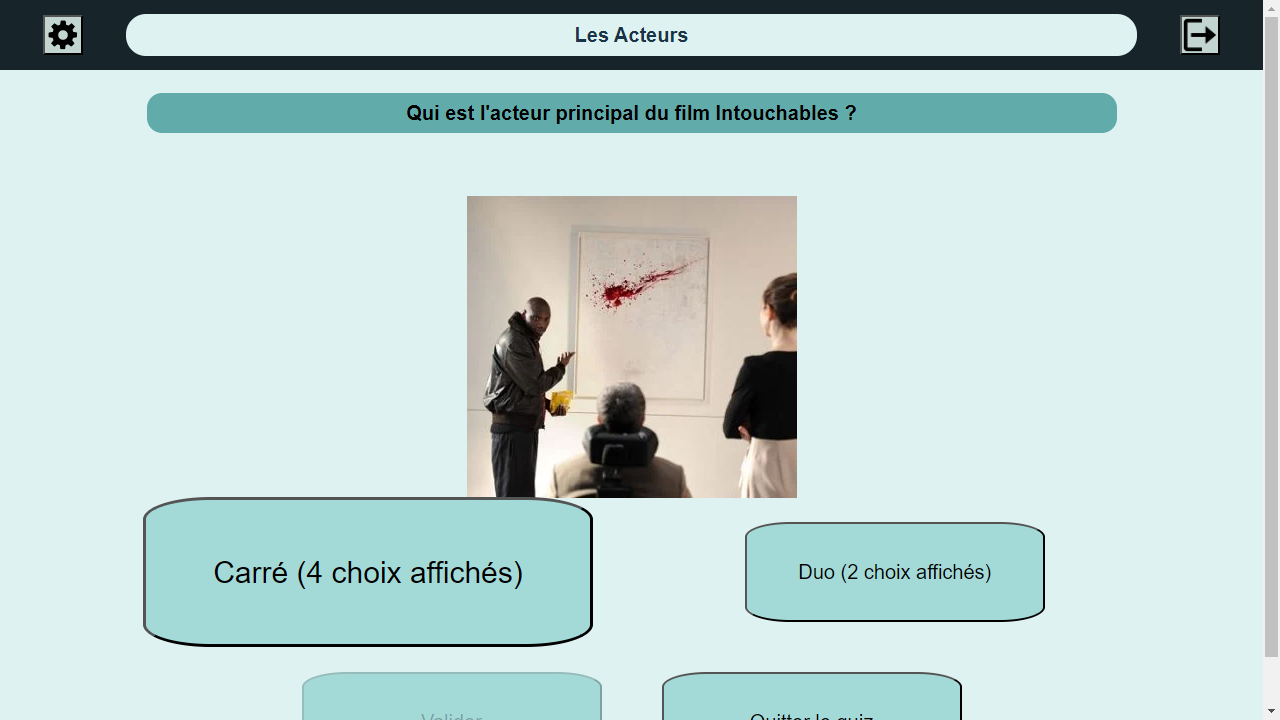 Les Acteurs
Qui est l'acteur principal du film Intouchables ?
Carré (4 choix affichés)
Duo (2 choix affichés)
Valider
Quitter le quiz